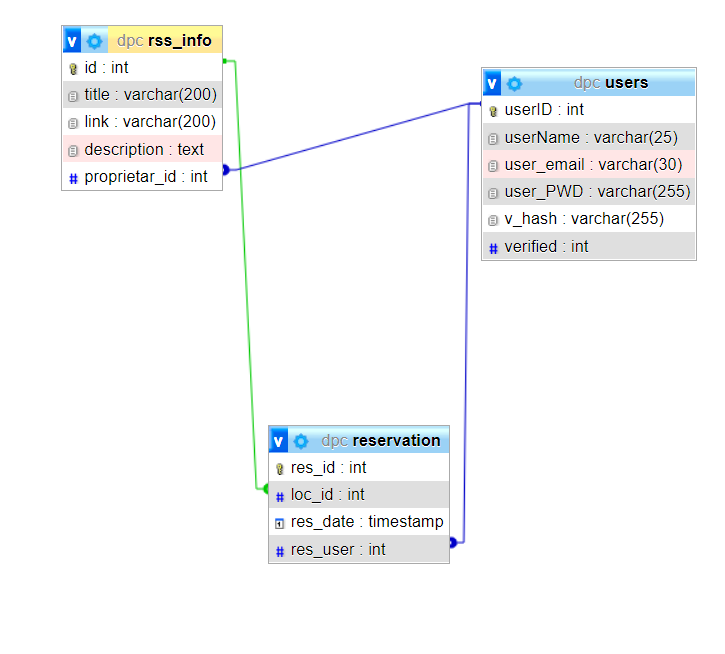 v dpc rss_info
id : int
title : varchar(200)
link : varchar(200)
description : text
# proprietar_id : int
v dpc users
userID : int
userName : varchar(25)
user_email : varchar(30)
user_PWD : varchar(255)
v_hash : varchar(255)
# verified : int
v dpc reservation
res_id : int
# loc_id : int
res_date : timestamp
# res_user : int